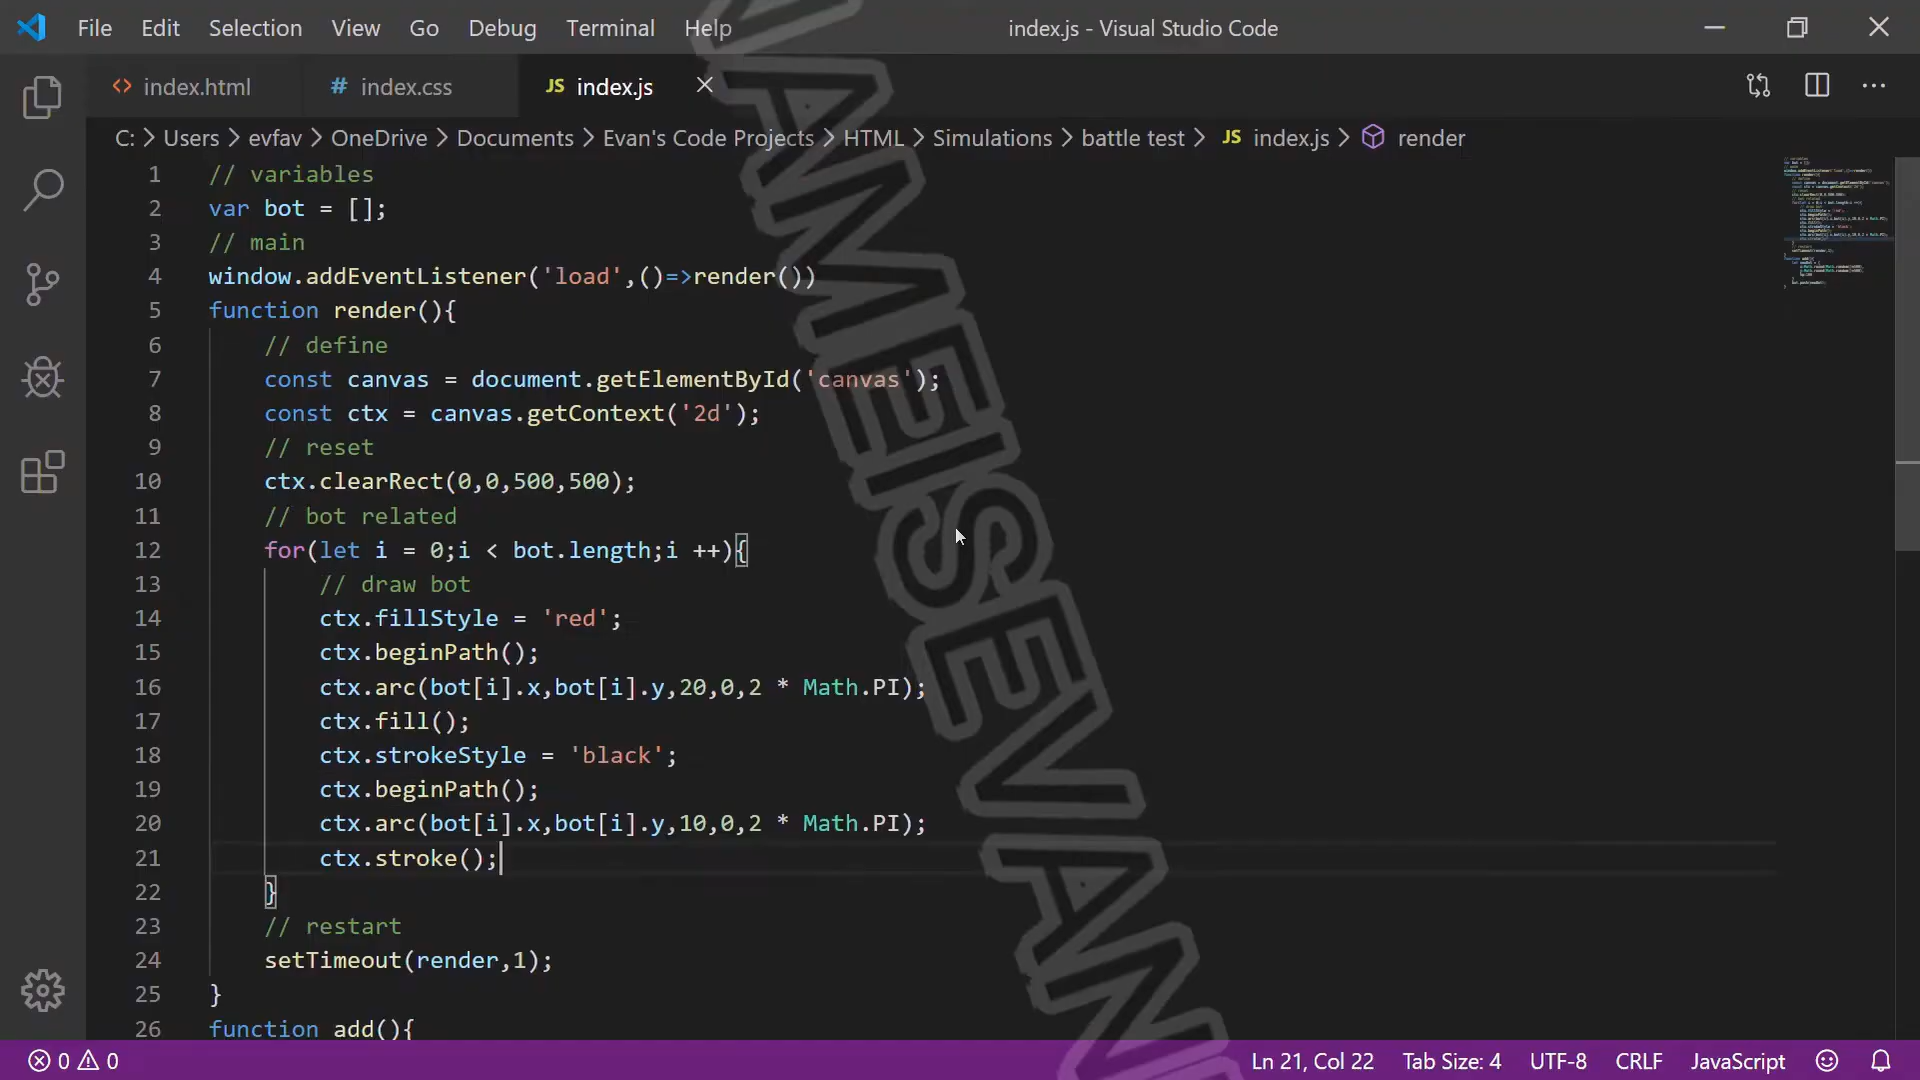 File Edit Selection View Go Debug Terminal Help index.js - Visual Studio Code
index.html # index.css JS index.js
C: > Users > evfav > OneDrive > Documents > Evan's Code Projects > HTML > Simulations > battle test > JS index.js > render
1 // variables
2 var bot = [];
3 // main
4 window.addEventListener('load',()=>render())
5 function render(){
6 // define
7 const canvas = document.getElementById('canvas');
8 const ctx = canvas.getContext('2d');
9 // reset
10 ctx.clearRect(0,0,500,500);
11 // bot related
12 for(let i = 0;i < bot.length;i ++){
13 // draw bot
14 ctx.fillStyle = 'red';
15 ctx.beginPath();
16 ctx.arc(bot[i].x,bot[i].y,20,0,2 * Math.PI);
17 ctx.fill();
18 ctx.strokeStyle = 'black';
19 ctx.beginPath();
20 ctx.arc(bot[i].x,bot[i].y,10,0,2 * Math.PI);
21 ctx.stroke();
22 }
23 // restart
24 setTimeout(render,1);
25 }
26 function add(){
NAMEISEVAN
0 0 Ln 21, Col 22 Tab Size: 4 UTF-8 CRLF JavaScript